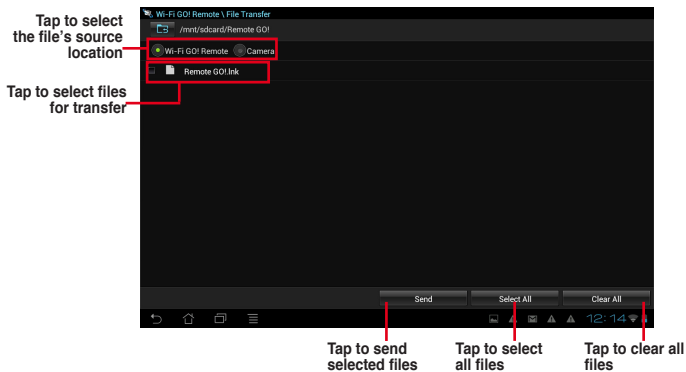 Tap to select
the file's source
location
Wi-Fi GO! Remote \ File Transfer
/mnt/sdcard/Remote GO!
Wi-Fi GO! Remote Camera
Remote GO!.lnk
Tap to select files
for transfer
Send Select All Clear All
12:14
Tap to send
selected files
Tap to select
all files
Tap to clear all
files